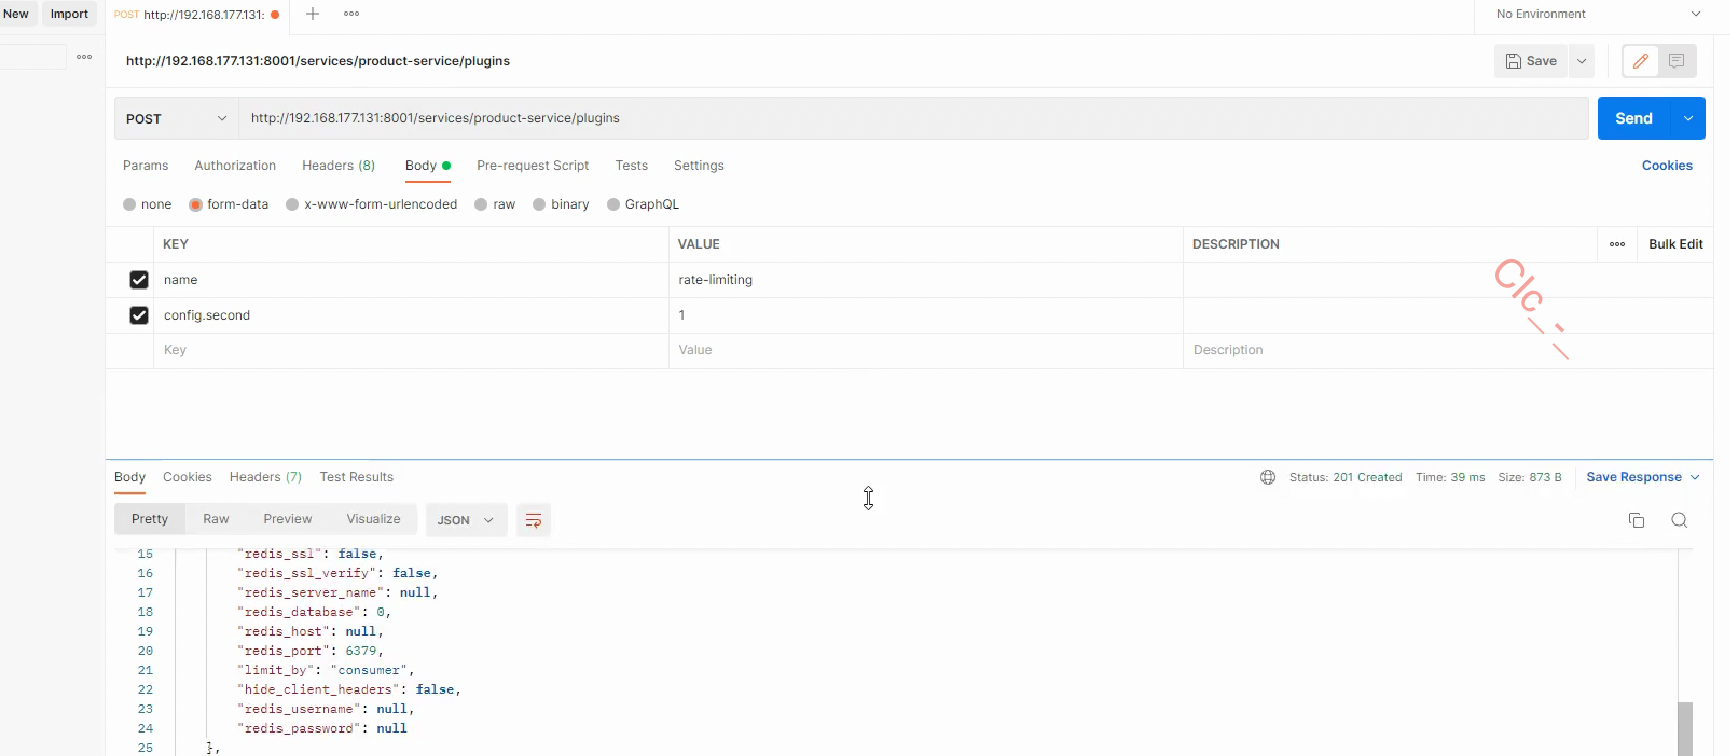 New Import POST http://192.168.177.131: No Environment
http://192.168.177.131:8001/services/product-service/plugins Save
POST http://192.168.177.131:8001/services/product-service/plugins Send
Params Authorization Headers (8) Body Pre-request Script Tests Settings Cookies
none form-data x-www-form-urlencoded raw binary GraphQL
KEY VALUE DESCRIPTION Bulk Edit
name rate-limiting
config.second 1
Key Value Description
Body Cookies Headers (7) Test Results Status: 201 Created Time: 39 ms Size: 873 B Save Response
Pretty Raw Preview Visualize JSON
15 "redis_ssl": false,
16 "redis_ssl_verify": false,
17 "redis_server_name": null,
18 "redis_database": 0,
19 "redis_host": null,
20 "redis_port": 6379,
21 "limit_by": "consumer",
22 "hide_client_headers": false,
23 "redis_username": null,
24 "redis_password": null
25 },